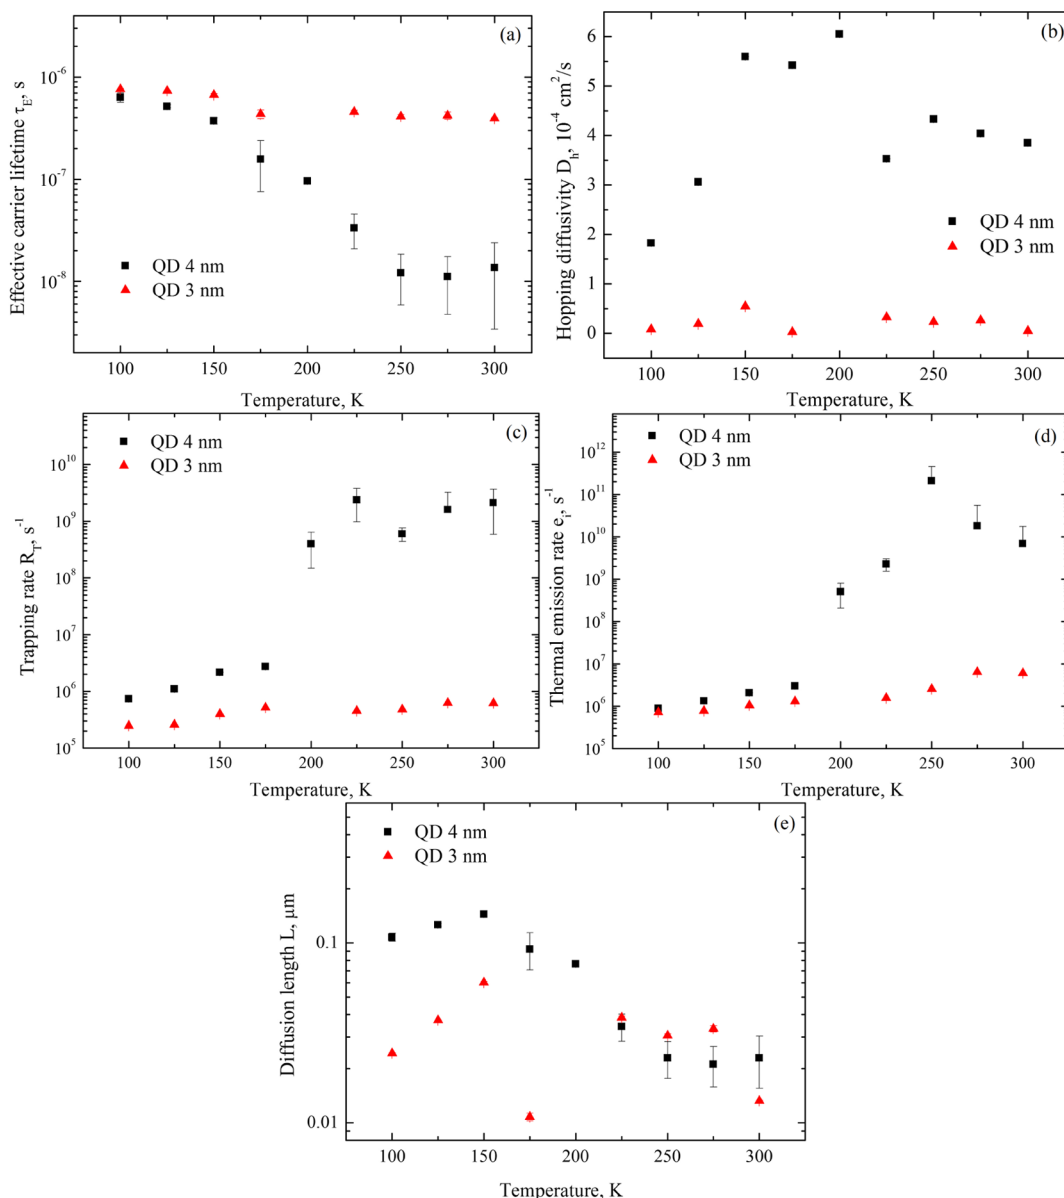 (a)
Effective carrier lifetime τ_E, s
10^-6
10^-7
10^-8
QD 4 nm
QD 3 nm
100 150 200 250 300
Temperature, K
(b)
Hopping diffusivity D_h, 10^-4 cm^2/s
6
5
4
3
2
1
0
QD 4 nm
QD 3 nm
100 150 200 250 300
Temperature, K
(c)
QD 4 nm
QD 3 nm
Trapping rate R_T, s^-1
10^10
10^9
10^8
10^7
10^6
10^5
100 150 200 250 300
Temperature, K
(d)
QD 4 nm
QD 3 nm
Thermal emission rate e_i, s^-1
10^12
10^11
10^10
10^9
10^8
10^7
10^6
10^5
100 150 200 250 300
Temperature, K
(e)
QD 4 nm
QD 3 nm
Diffusion length L, μm
0.1
0.01
100 150 200 250 300
Temperature, K